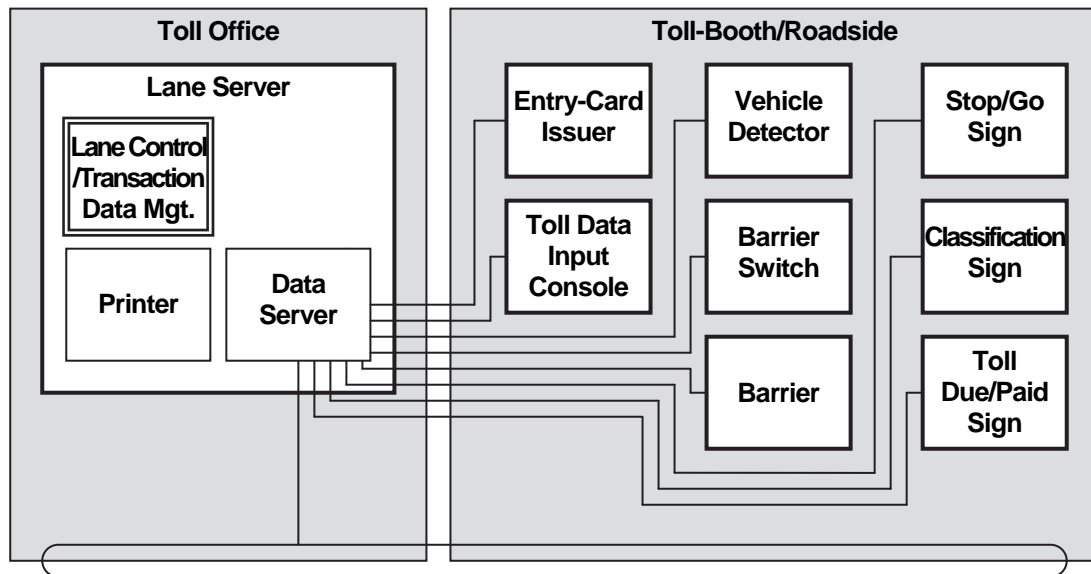 Toll Office
Lane Server
Lane Control
/Transaction
Data Mgt.
Printer
Data
Server
Toll-Booth/Roadside
Entry-Card
Issuer
Vehicle
Detector
Stop/Go
Sign
Toll Data
Input
Console
Barrier
Switch
Classification
Sign
Barrier
Toll
Due/Paid
Sign